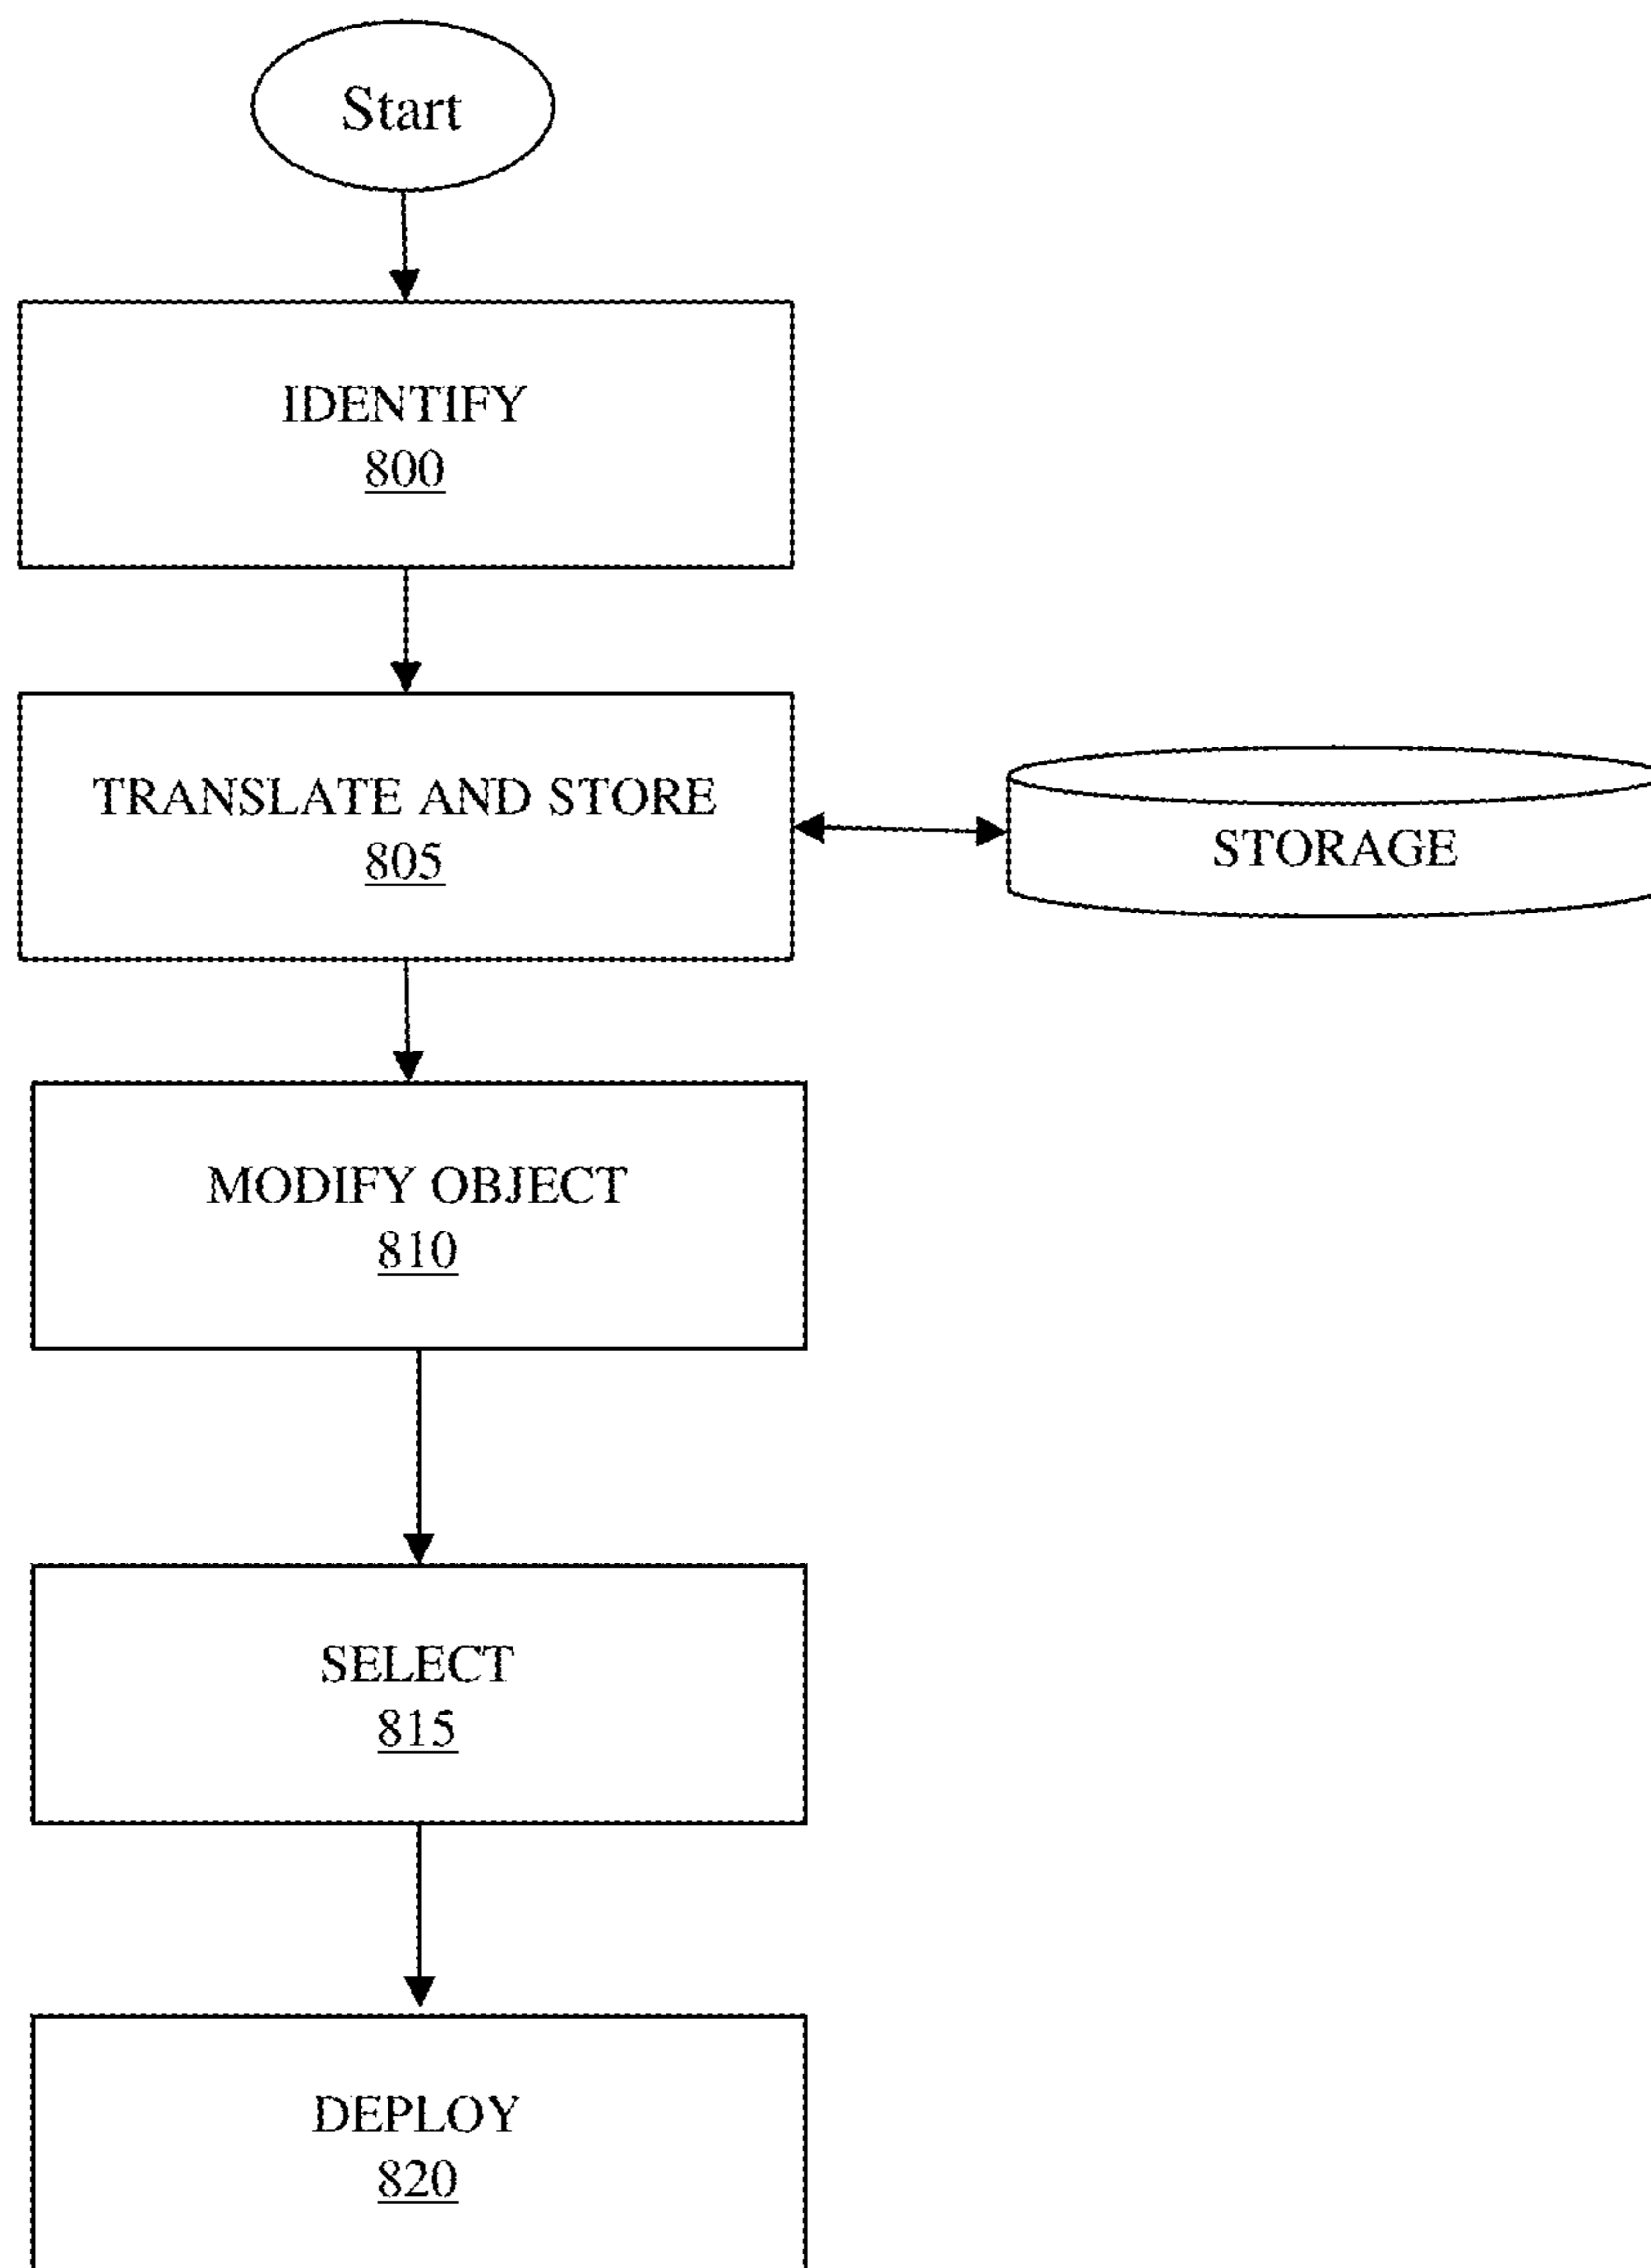 Start
IDENTIFY
800
TRANSLATE AND STORE
805
STORAGE
MODIFY OBJECT
810
SELECT
815
DEPLOY
820